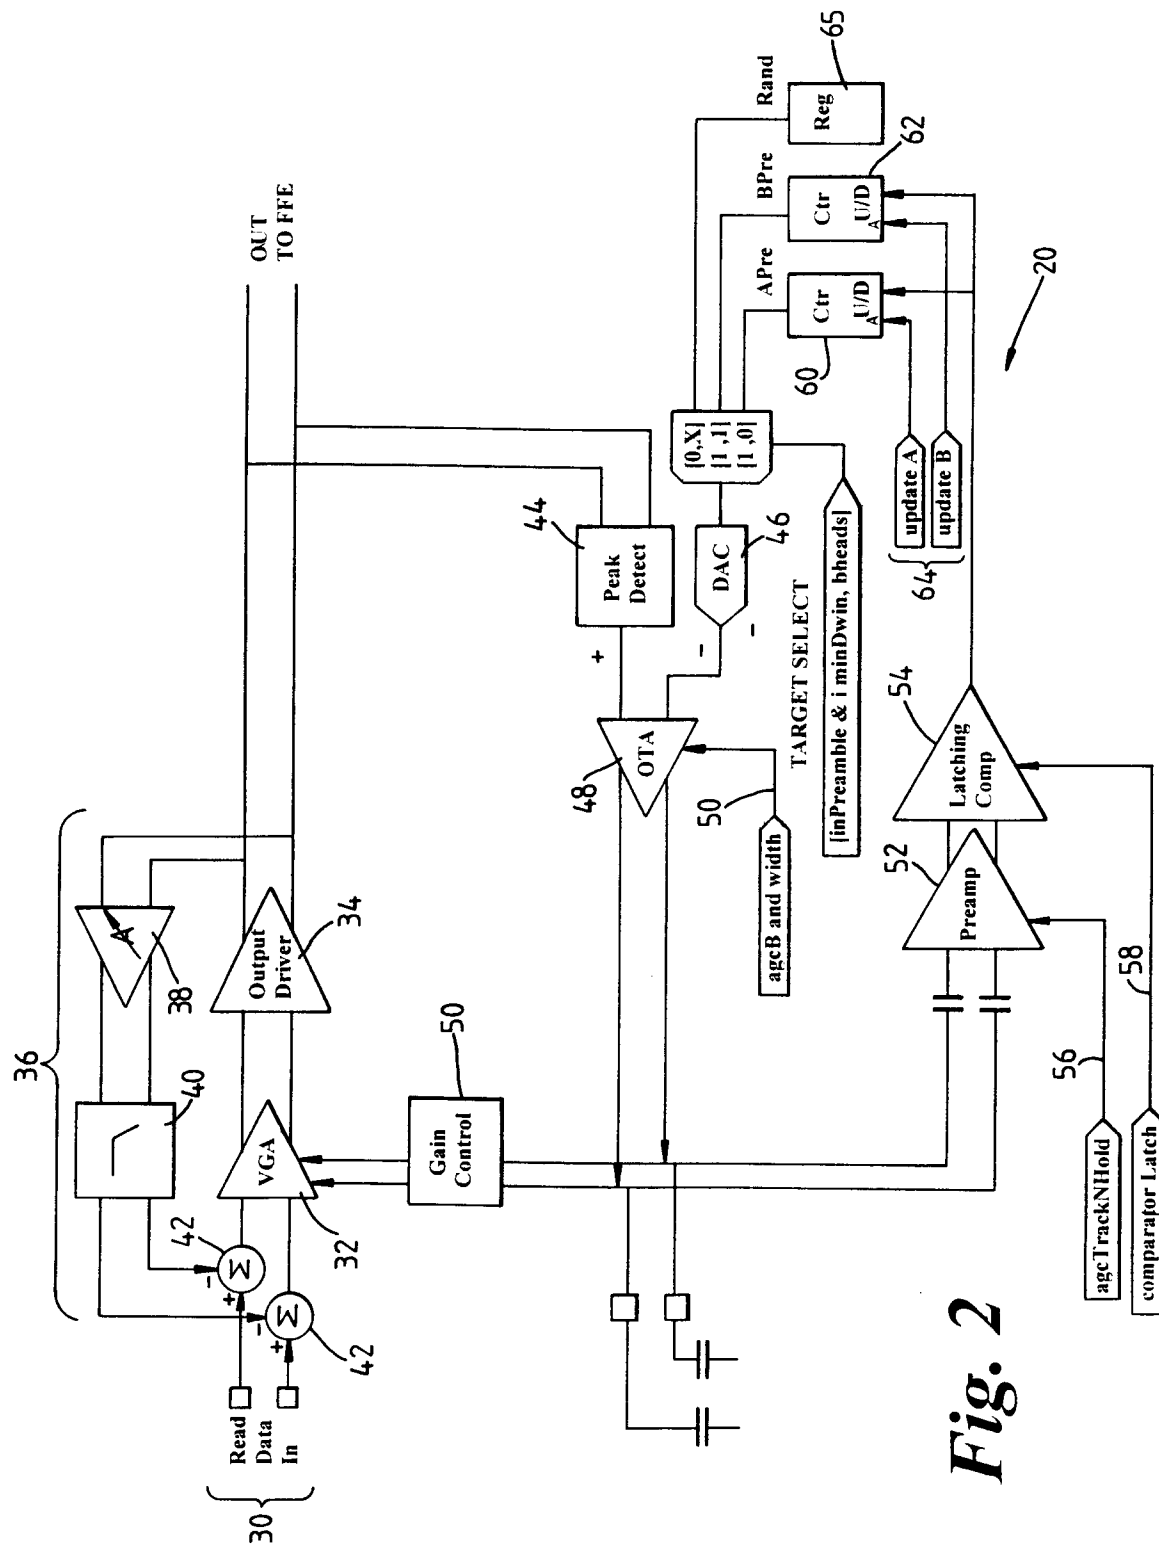 36
38
40
42
42
Read
Data
In
30
VGA
32
Output
Driver
34
OUT
TO FFE
Gain
Control
50
Peak
Detect
44
+
OTA
48
DAC
46
[0,X]
[1,1]
[1,0]
APre
BPre
Rand
Ctr
U/D
A
60
Ctr
U/D
A
62
Reg
65
agcB and width
50
TARGET SELECT
[inPreamble & i minDwin, bheads]
update A
update B
64
Preamp
52
Latching
Comp
54
agcTrackNHold
56
comparator Latch
58
20
Σ
Σ
+
-
+
-
-
-
A
Fig. 2